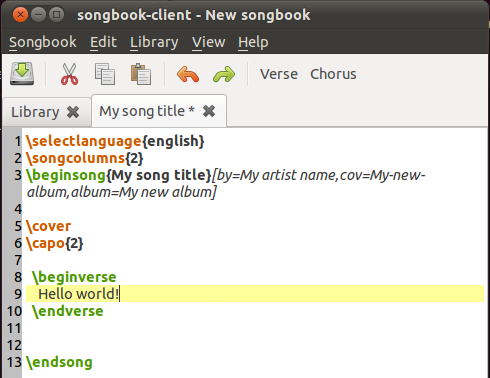 songbook-client - New songbook
Songbook Edit Library View Help
Verse Chorus
Library My song title *
1 \selectlanguage{english}
2 \songcolumns{2}
3 \beginsong{My song title}[by=My artist name,cov=My-new-
album,album=My new album]
4
5 \cover
6 \capo{2}
7
8 \beginverse
9 Hello world!
10 \endverse
11
12
13 \endsong